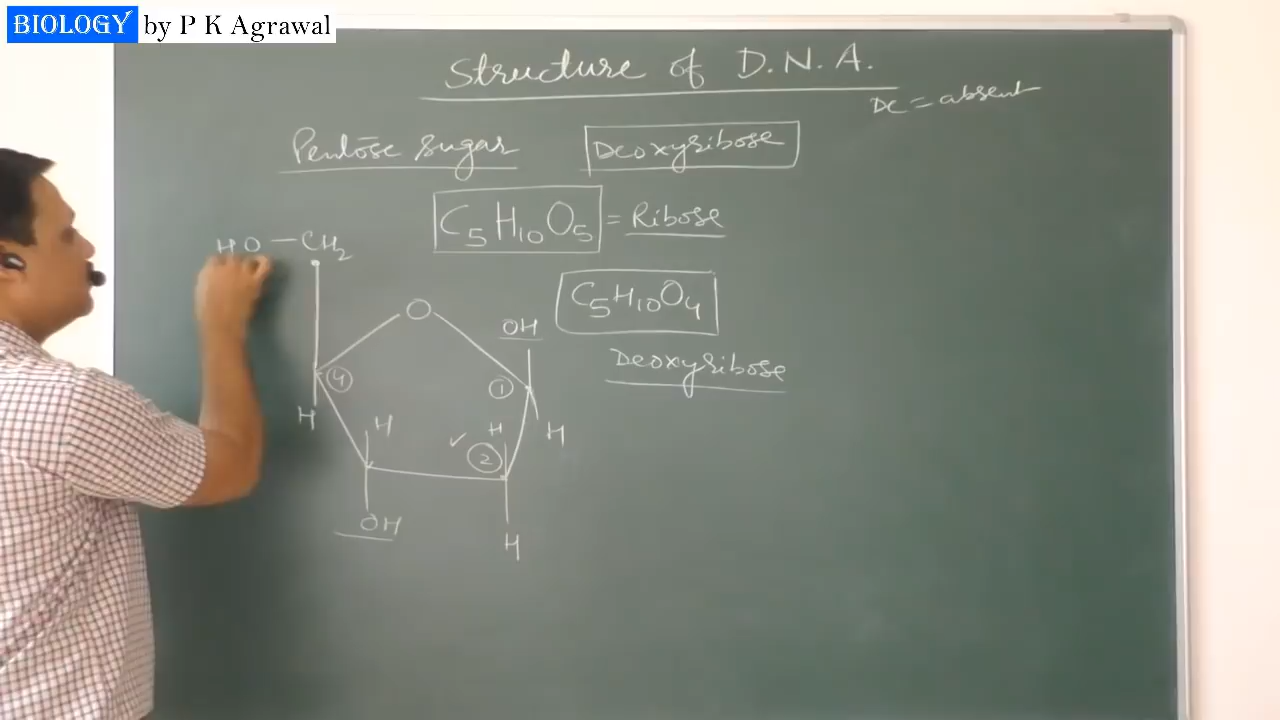 BIOLOGY by P K Agrawal
Structure of D.N.A.
De = absent
Pentose sugar Deoxyribose
C5H10O5 = Ribose
HO - CH2
C5H10O4
O
OH
Deoxyribose
4
1
H
H
H
H
2
OH
H